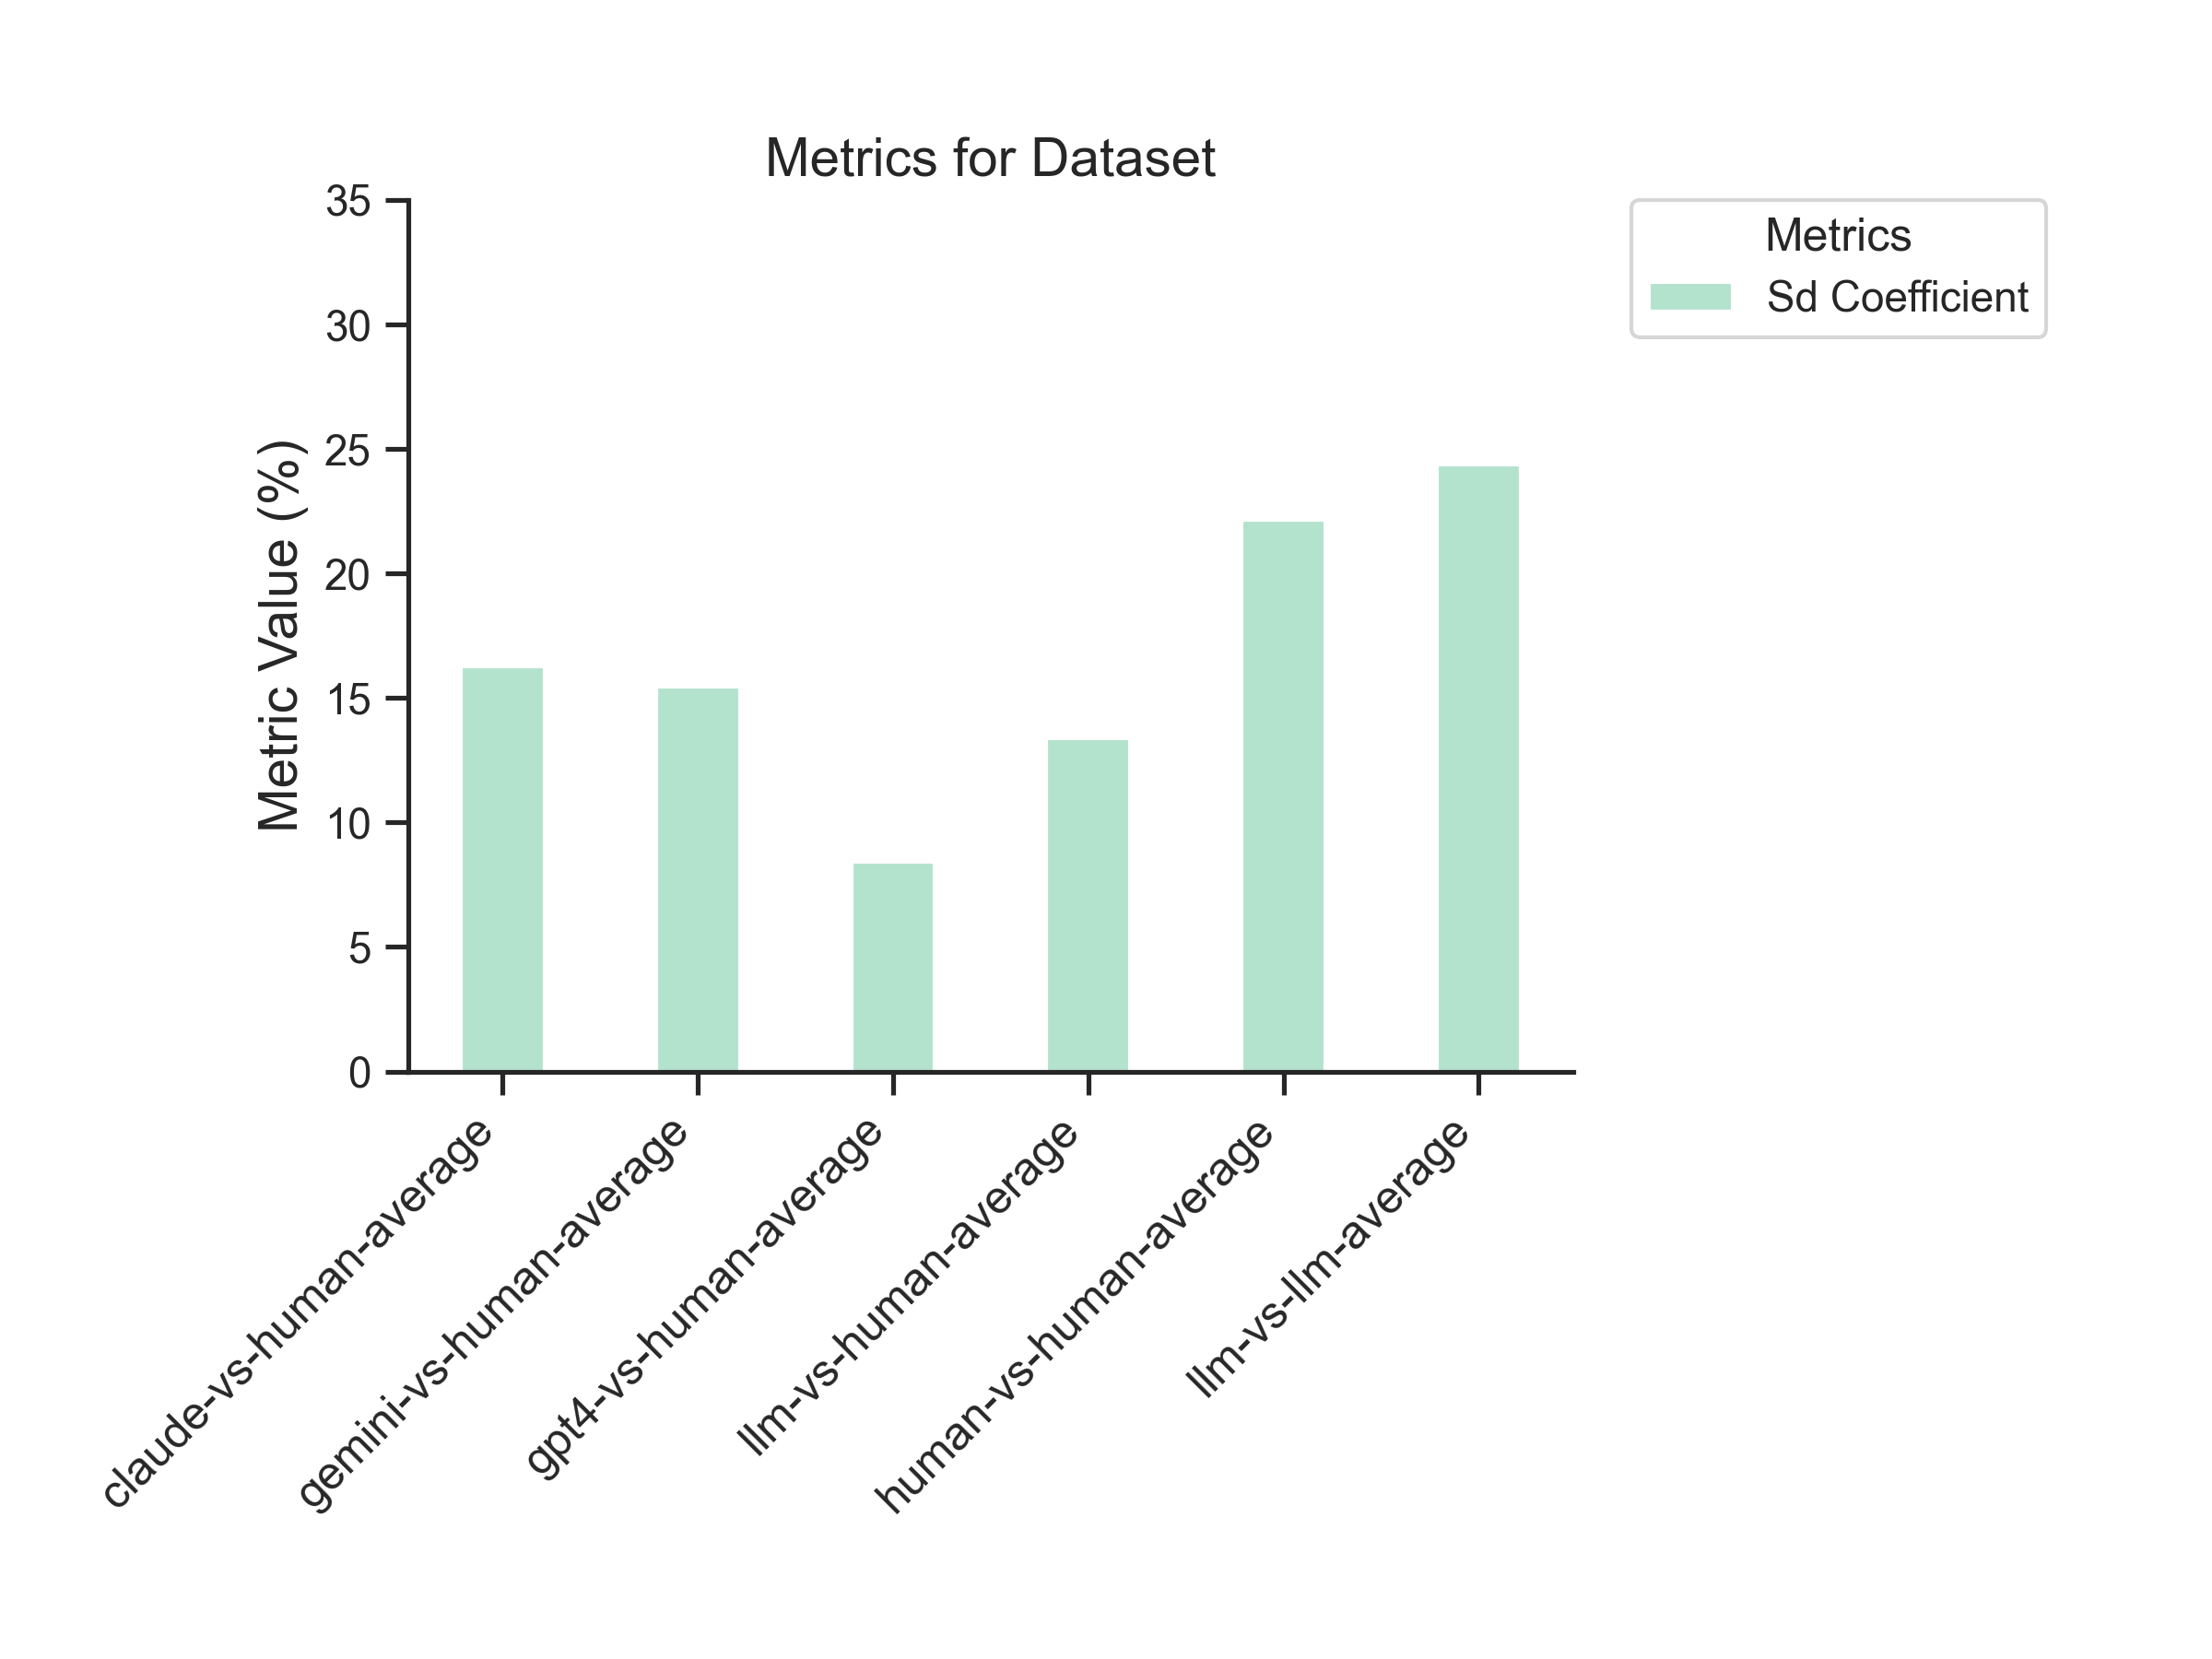 Metrics for Dataset
Metrics
Sd Coefficient
Metric Value (%)
35
30
25
20
15
10
5
0
claude-vs-human-average
gemini-vs-human-average
gpt4-vs-human-average
llm-vs-human-average
human-vs-human-average
llm-vs-llm-average